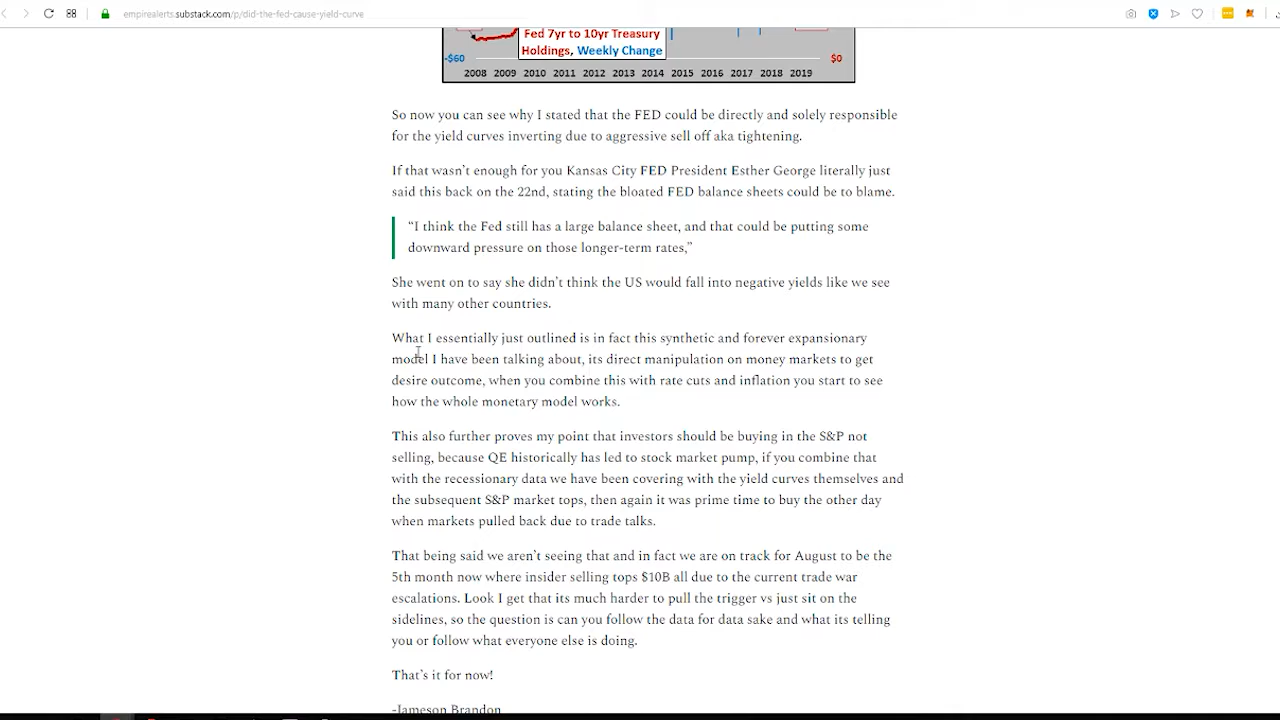 empirealerts.substack.com/p/did-the-fed-cause-yield-curve
Fed 7yr to 10yr Treasury
Holdings, Weekly Change
-$60
$0
2008 2009 2010 2011 2012 2013 2014 2015 2016 2017 2018 2019
So now you can see why I stated that the FED could be directly and solely responsible
for the yield curves inverting due to aggressive sell off aka tightening.
If that wasn't enough for you Kansas City FED President Esther George literally just
said this back on the 22nd, stating the bloated FED balance sheets could be to blame.
“I think the Fed still has a large balance sheet, and that could be putting some
downward pressure on those longer-term rates,”
She went on to say she didn't think the US would fall into negative yields like we see
with many other countries.
What I essentially just outlined is in fact this synthetic and forever expansionary
model I have been talking about, its direct manipulation on money markets to get
desire outcome, when you combine this with rate cuts and inflation you start to see
how the whole monetary model works.
This also further proves my point that investors should be buying in the S&P not
selling, because QE historically has led to stock market pump, if you combine that
with the recessionary data we have been covering with the yield curves themselves and
the subsequent S&P market tops, then again it was prime time to buy the other day
when markets pulled back due to trade talks.
That being said we aren't seeing that and in fact we are on track for August to be the
5th month now where insider selling tops $10B all due to the current trade war
escalations. Look I get that its much harder to pull the trigger vs just sit on the
sidelines, so the question is can you follow the data for data sake and what its telling
you or follow what everyone else is doing.
That's it for now!
-Jameson Brandon